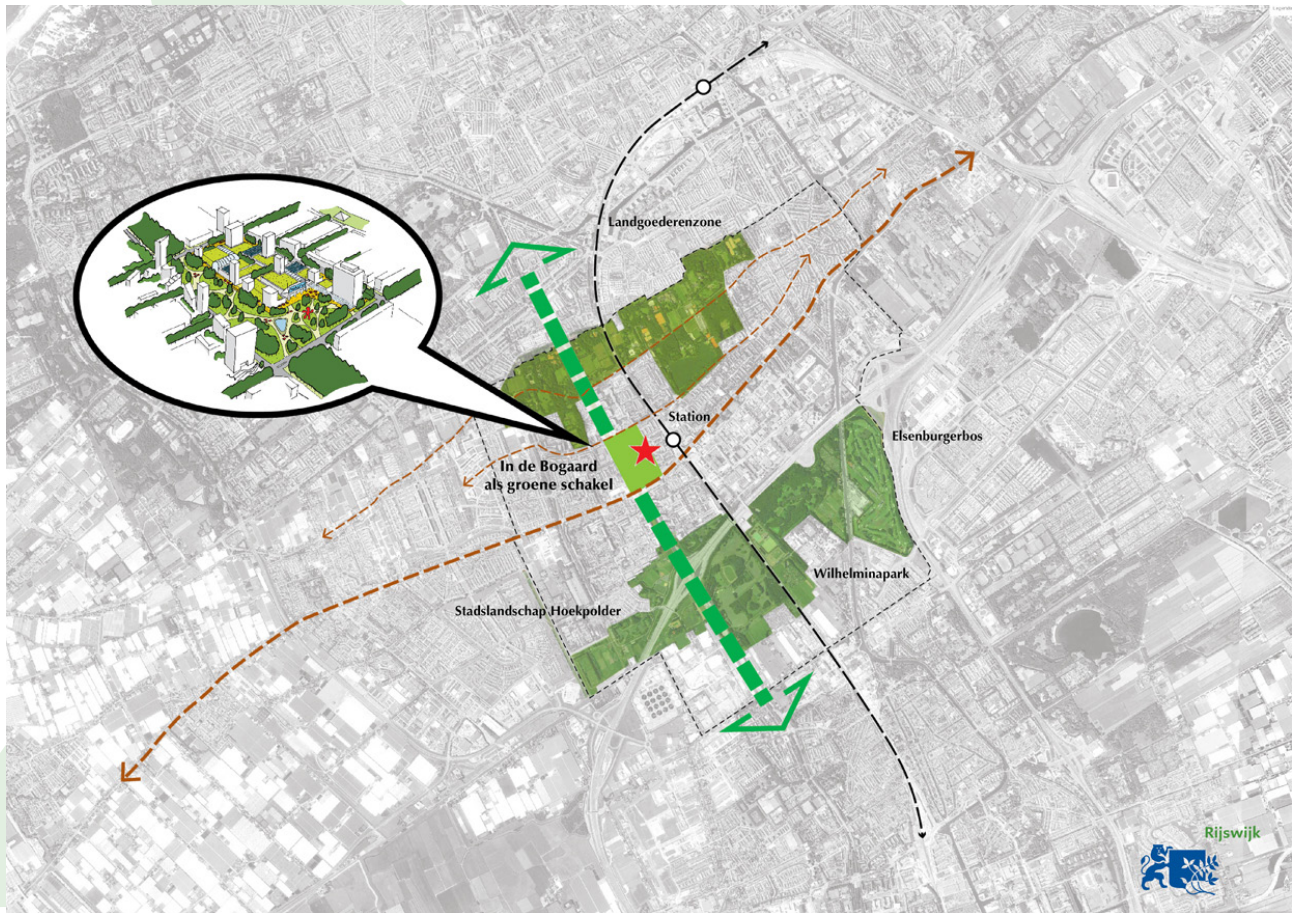 Landgoederenzone
Station
Elsenburgerbos
In de Bogaard
als groene schakel
Wilhelminapark
Stadslandschap Hoekpolder
Rijswijk